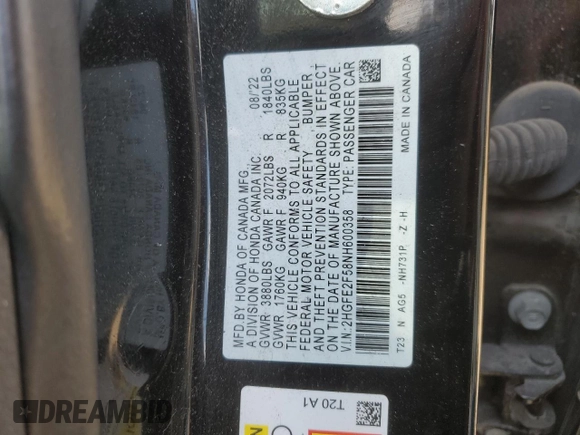 MFD.BY HONDA OF CANADA MFG.
A DIVISION OF HONDA CANADA INC. 08/'22
GVWR 3880LBS GAWR F 2072LBS R 1840LBS
GVWR 1760KG GAWR F 940KG R 835KG
THIS VEHICLE CONFORMS TO ALL APPLICABLE
FEDERAL MOTOR VEHICLE SAFETY BUMPER
AND THEFT PREVENTION STANDARDS IN EFFECT
ON THE DATE OF MANUFACTURE SHOWN ABOVE.
V.I.N:2HGFE2F58NH600358 TYPE: PASSENGER CAR
T23 N AG5 -NH731P -Z -H MADE IN CANADA
T20 A1
DREAMBID